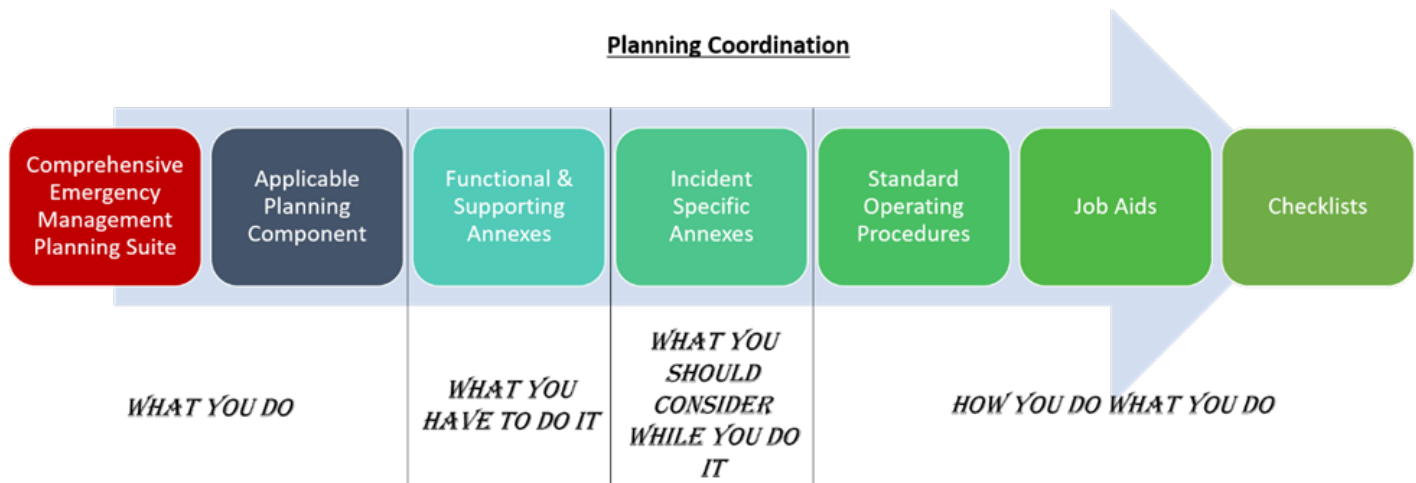 Planning Coordination
Comprehensive
Emergency
Management
Planning Suite
Applicable
Planning
Component
Functional &
Supporting
Annexes
Incident
Specific
Annexes
Standard
Operating
Procedures
Job Aids
Checklists
WHAT YOU DO
WHAT YOU
HAVE TO DO IT
WHAT YOU
SHOULD
CONSIDER
WHILE YOU DO
IT
HOW YOU DO WHAT YOU DO